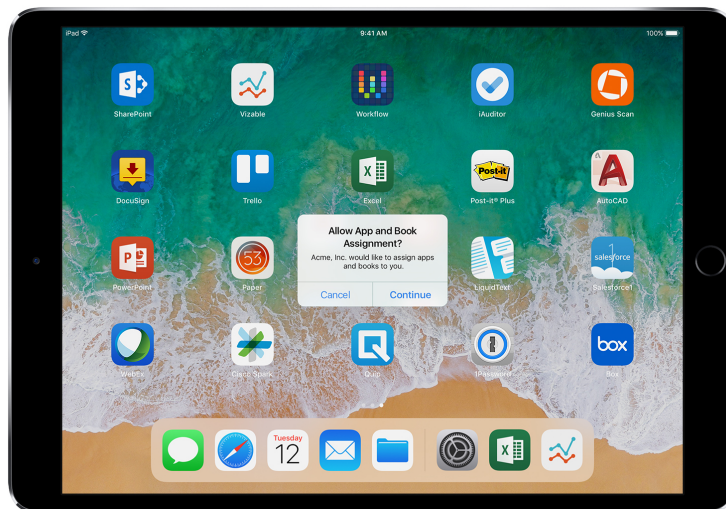 iPad 9:41 AM 100%
S
SharePoint Vizable Workflow iAuditor Genius Scan
Post-it
A
DocuSign Trello Excel Post-it® Plus AutoCAD
Allow App and Book
Assignment?
Acme, Inc. would like to assign apps
and books to you.
Cancel Continue
P
53
salesforce
1
PowerPoint Paper LiquidText Salesforce1
box
WebEx Cisco Spark Quip 1Password Box
Tuesday
12
X